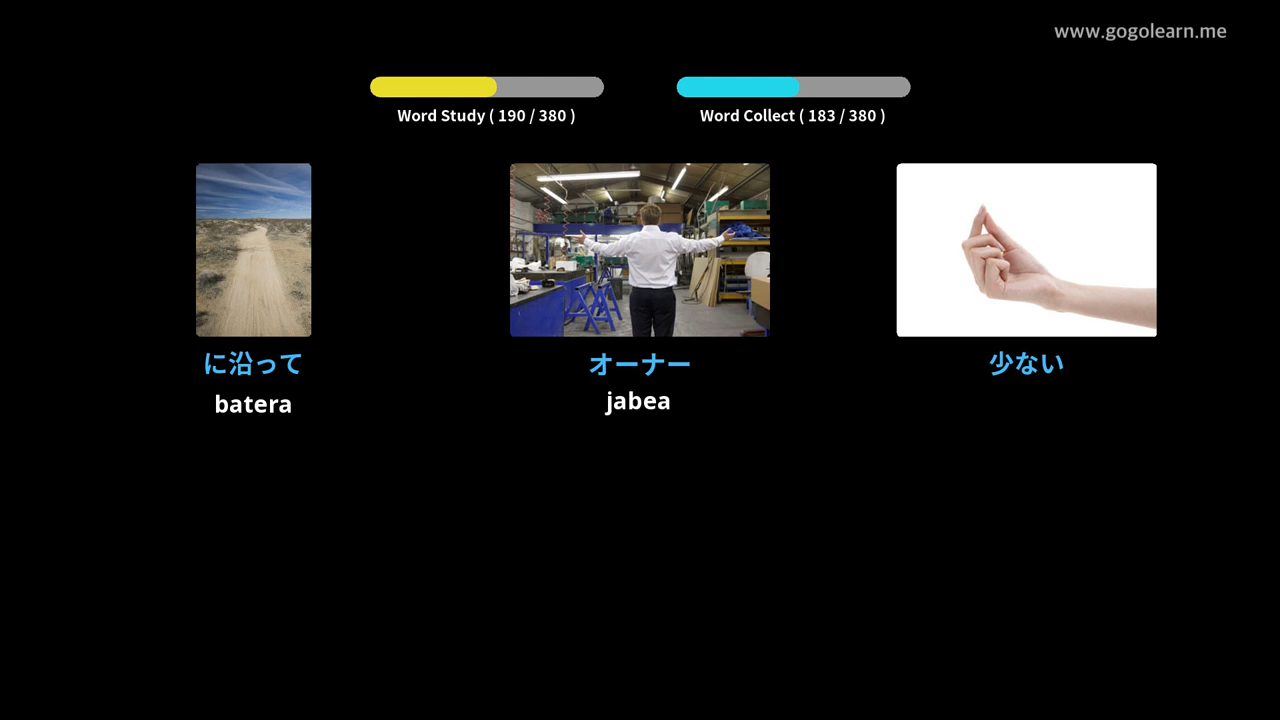 www.gogolearn.me
Word Study ( 190 / 380 )
Word Collect ( 183 / 380 )
に沿って
batera
オーナー
jabea
少ない